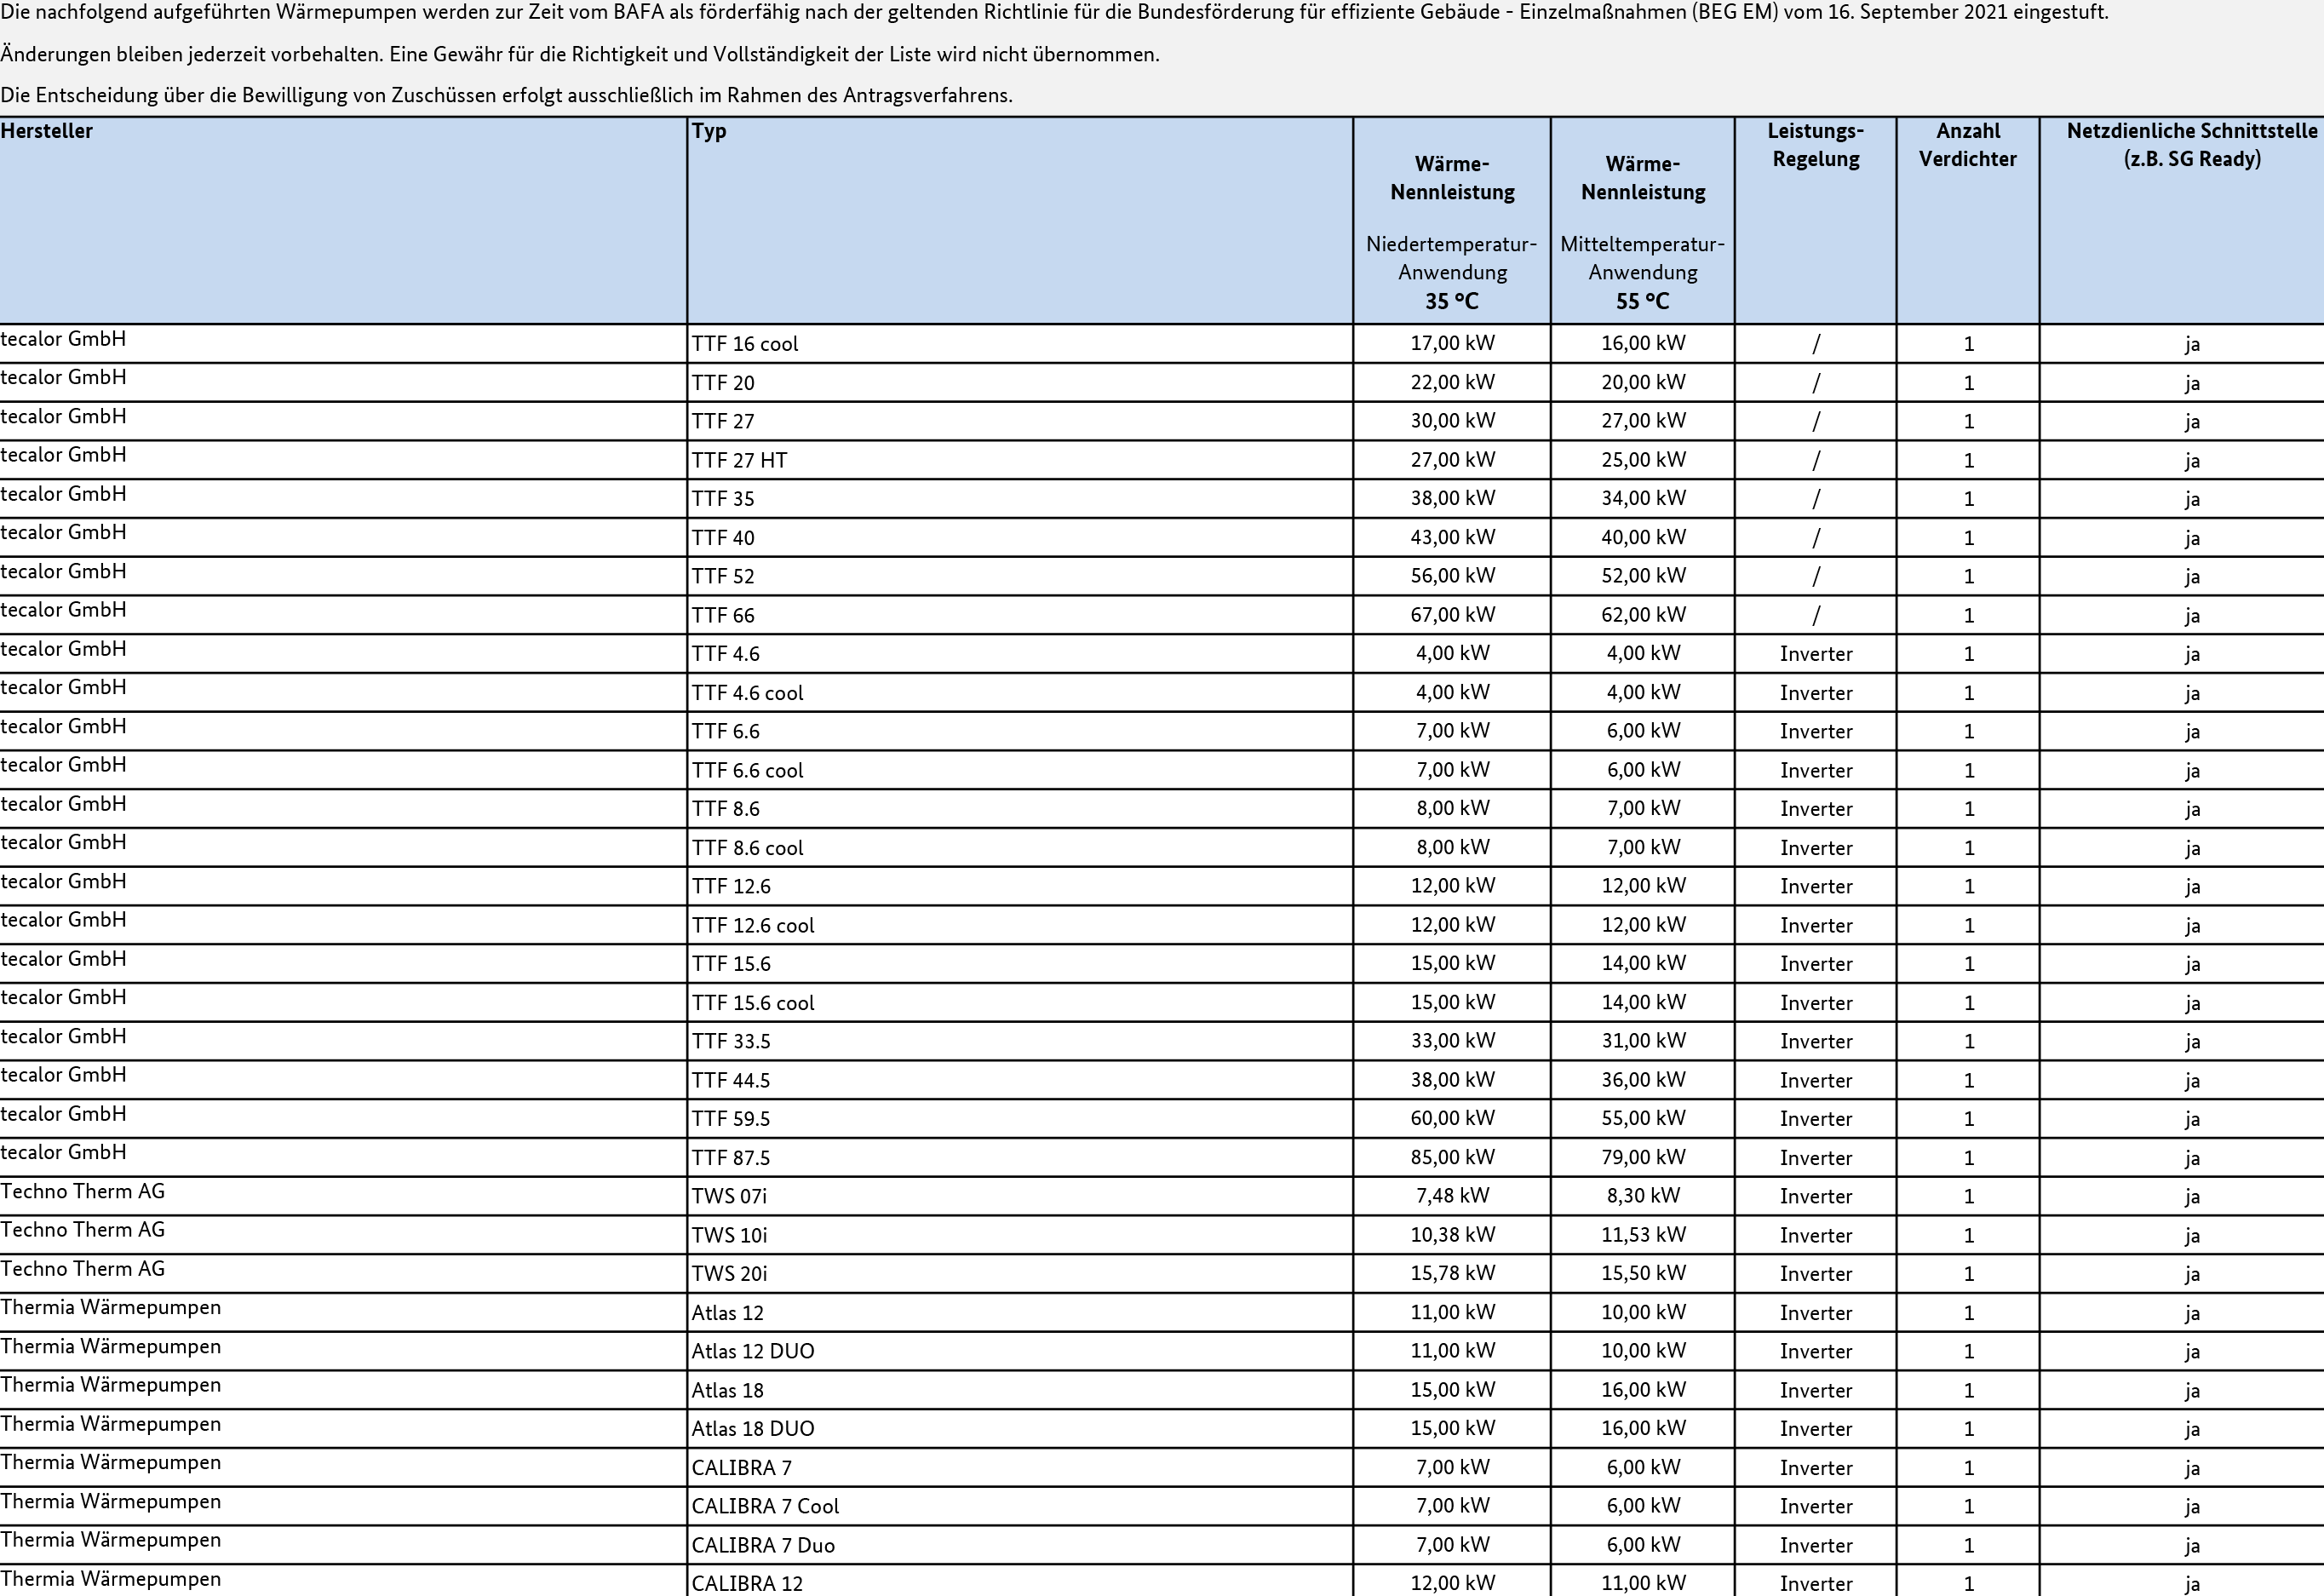 Die nachfolgend aufgeführten Wärmepumpen werden zur Zeit vom BAFA als förderfähig nach der geltenden Richtlinie für die Bundesförderung für effiziente Gebäude - Einzelmaßnahmen (BEG EM) vom 16. September 2021 eingestuft.
Änderungen bleiben jederzeit vorbehalten. Eine Gewähr für die Richtigkeit und Vollständigkeit der Liste wird nicht übernommen.
Die Entscheidung über die Bewilligung von Zuschüssen erfolgt ausschließlich im Rahmen des Antragsverfahrens.
Hersteller Typ Wärme-Nennleistung Niedertemperatur-Anwendung 35 °C Wärme-Nennleistung Mitteltemperatur-Anwendung 55 °C Leistungs-Regelung Anzahl Verdichter Netzdienliche Schnittstelle (z.B. SG Ready)
tecalor GmbH TTF 16 cool 17,00 kW 16,00 kW / 1 ja
tecalor GmbH TTF 20 22,00 kW 20,00 kW / 1 ja
tecalor GmbH TTF 27 30,00 kW 27,00 kW / 1 ja
tecalor GmbH TTF 27 HT 27,00 kW 25,00 kW / 1 ja
tecalor GmbH TTF 35 38,00 kW 34,00 kW / 1 ja
tecalor GmbH TTF 40 43,00 kW 40,00 kW / 1 ja
tecalor GmbH TTF 52 56,00 kW 52,00 kW / 1 ja
tecalor GmbH TTF 66 67,00 kW 62,00 kW / 1 ja
tecalor GmbH TTF 4.6 4,00 kW 4,00 kW Inverter 1 ja
tecalor GmbH TTF 4.6 cool 4,00 kW 4,00 kW Inverter 1 ja
tecalor GmbH TTF 6.6 7,00 kW 6,00 kW Inverter 1 ja
tecalor GmbH TTF 6.6 cool 7,00 kW 6,00 kW Inverter 1 ja
tecalor GmbH TTF 8.6 8,00 kW 7,00 kW Inverter 1 ja
tecalor GmbH TTF 8.6 cool 8,00 kW 7,00 kW Inverter 1 ja
tecalor GmbH TTF 12.6 12,00 kW 12,00 kW Inverter 1 ja
tecalor GmbH TTF 12.6 cool 12,00 kW 12,00 kW Inverter 1 ja
tecalor GmbH TTF 15.6 15,00 kW 14,00 kW Inverter 1 ja
tecalor GmbH TTF 15.6 cool 15,00 kW 14,00 kW Inverter 1 ja
tecalor GmbH TTF 33.5 33,00 kW 31,00 kW Inverter 1 ja
tecalor GmbH TTF 44.5 38,00 kW 36,00 kW Inverter 1 ja
tecalor GmbH TTF 59.5 60,00 kW 55,00 kW Inverter 1 ja
tecalor GmbH TTF 87.5 85,00 kW 79,00 kW Inverter 1 ja
Techno Therm AG TWS 07i 7,48 kW 8,30 kW Inverter 1 ja
Techno Therm AG TWS 10i 10,38 kW 11,53 kW Inverter 1 ja
Techno Therm AG TWS 20i 15,78 kW 15,50 kW Inverter 1 ja
Thermia Wärmepumpen Atlas 12 11,00 kW 10,00 kW Inverter 1 ja
Thermia Wärmepumpen Atlas 12 DUO 11,00 kW 10,00 kW Inverter 1 ja
Thermia Wärmepumpen Atlas 18 15,00 kW 16,00 kW Inverter 1 ja
Thermia Wärmepumpen Atlas 18 DUO 15,00 kW 16,00 kW Inverter 1 ja
Thermia Wärmepumpen CALIBRA 7 7,00 kW 6,00 kW Inverter 1 ja
Thermia Wärmepumpen CALIBRA 7 Cool 7,00 kW 6,00 kW Inverter 1 ja
Thermia Wärmepumpen CALIBRA 7 Duo 7,00 kW 6,00 kW Inverter 1 ja
Thermia Wärmepumpen CALIBRA 12 12,00 kW 11,00 kW Inverter 1 ja